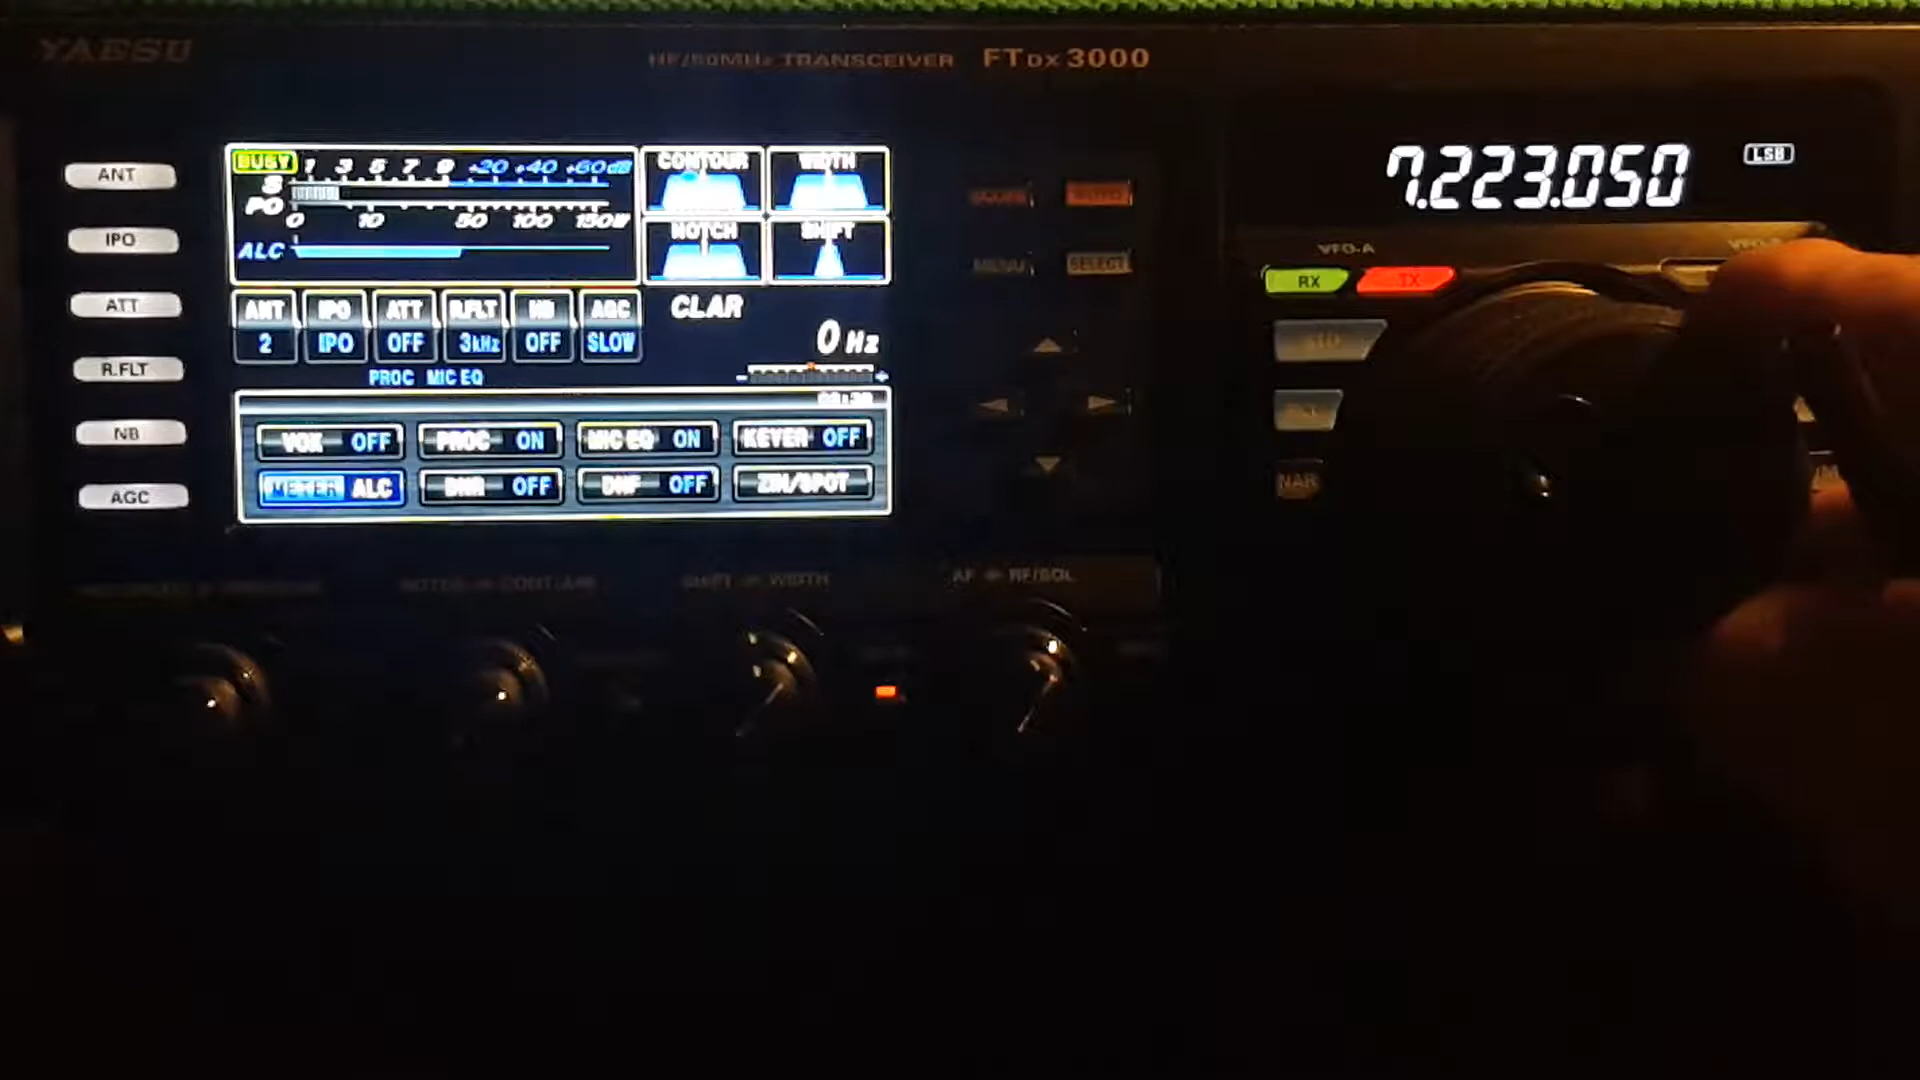 YAESU
HF/50MHz TRANSCEIVER FTDX3000
BUSY
1 3 5 7 9 +20 +40 +60dB
S
PO
0 10 50 100 150W
ALC
CONTOUR
WIDTH
NOTCH
SHIFT
7.223.050
LSB
VFO-A
RX
TX
ANT
IPO
ATT
R.FLT
NB
AGC
ANT IPO ATT R.FLT NB AGC
2 IPO OFF 3kHz OFF SLOW
PROC MIC EQ
CLAR
0 Hz
- +
VOX OFF
PROC ON
MIC EQ ON
KEYER OFF
METER ALC
DNR OFF
DNF OFF
ZIN/SPOT
MENU
SELECT
NAR
SHIFT WIDTH
AF RF/SQL